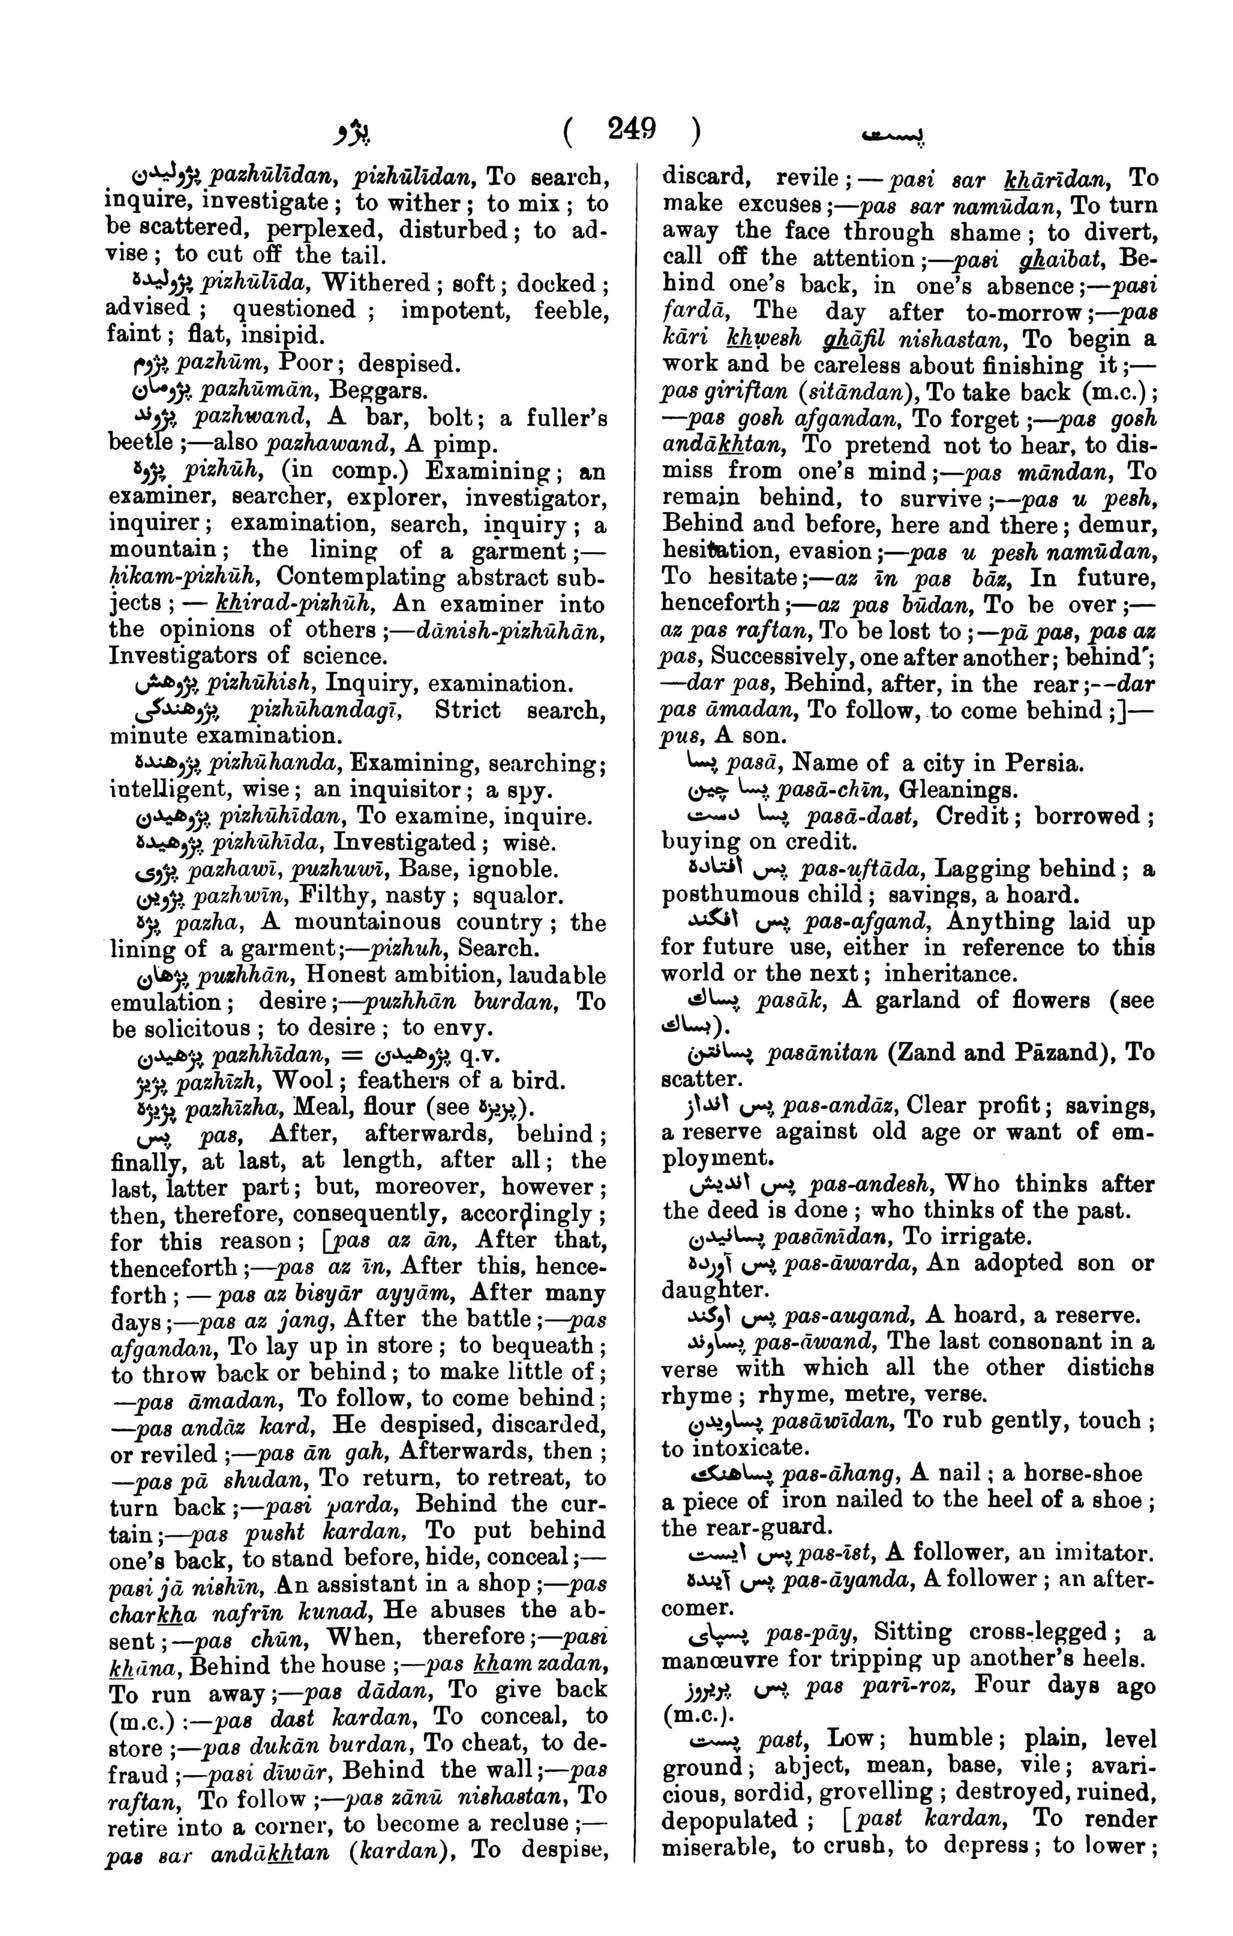 پژو ( 249 ) پست
پژولیدن pazhūlīdan, pizhūlīdan, To search,
inquire, investigate; to wither; to mix; to
be scattered, perplexed, disturbed; to ad-
vise; to cut off the tail.
پژولیده pizhūlīda, Withered; soft; docked;
advised; questioned; impotent, feeble,
faint; flat, insipid.
پژوم pazhūm, Poor; despised.
پژومان pazhūmān, Beggars.
پژوند pazhwand, A bar, bolt; a fuller's
beetle;—also pazhawand, A pimp.
پژوه pizhūh, (in comp.) Examining; an
examiner, searcher, explorer, investigator,
inquirer; examination, search, inquiry; a
mountain; the lining of a garment;—
ḥikam-pizhūh, Contemplating abstract sub-
jects;—khirad-pizhūh, An examiner into
the opinions of others;—dānish-pizhūhān,
Investigators of science.
پژوهش pizhūhish, Inquiry, examination.
پژوهندگی pizhūhandagī, Strict search,
minute examination.
پژوهنده pizhūhanda, Examining, searching;
intelligent, wise; an inquisitor; a spy.
پژوهیدن pizhūhīdan, To examine, inquire.
پژوهیده pizhūhīda, Investigated; wise.
پژوی pazhawī, puzhuwī, Base, ignoble.
پژوین pazhwīn, Filthy, nasty; squalor.
پژه pazha, A mountainous country; the
lining of a garment;—pizhuh, Search.
پژهان puzhhān, Honest ambition, laudable
emulation; desire;—puzhhān burdan, To
be solicitous; to desire; to envy.
پژهیدن pazhhīdan, = پژوهیدن q.v.
پژیژ pazhīzh, Wool; feathers of a bird.
پژیژه pazhīzha, Meal, flour (see پریزه).
پس pas, After, afterwards, behind;
finally, at last, at length, after all; the
last, latter part; but, moreover, however;
then, therefore, consequently, accordingly;
for this reason; [pas az ān, After that,
thenceforth;—pas az īn, After this, hence-
forth;—pas az bisyār ayyām, After many
days;—pas az jang, After the battle;—pas
afgandan, To lay up in store; to bequeath;
to throw back or behind; to make little of;
—pas āmadan, To follow, to come behind;
—pas andāz kard, He despised, discarded,
or reviled;—pas ān gah, Afterwards, then;
—pas pā shudan, To return, to retreat, to
turn back;—pasi parda, Behind the cur-
tain;—pas pusht kardan, To put behind
one's back, to stand before, hide, conceal;—
pasi jā nishīn, An assistant in a shop;—pas
charkha nafrīn kunad, He abuses the ab-
sent;—pas chūn, When, therefore;—pasi
khāna, Behind the house;—pas kham zadan,
To run away;—pas dādan, To give back
(m.c.):—pas dast kardan, To conceal, to
store;—pas dukān burdan, To cheat, to de-
fraud;—pasi dīwār, Behind the wall;—pas
raftan, To follow;—pas zānū nishastan, To
retire into a corner, to become a recluse;—
pas sar andākhtan (kardan), To despise,
discard, revile;—pasi sar khārīdan, To
make excuses;—pas sar namūdan, To turn
away the face through shame; to divert,
call off the attention;—pasi ghaibat, Be-
hind one's back, in one's absence;—pasi
fardā, The day after to-morrow;—pas
kāri khẉesh ghāfil nishastan, To begin a
work and be careless about finishing it;—
pas giriftan (sitāndan), To take back (m.c.);
—pas gosh afgandan, To forget;—pas gosh
andākhtan, To pretend not to hear, to dis-
miss from one's mind;—pas māndan, To
remain behind, to survive;—pas u pesh,
Behind and before, here and there; demur,
hesitation, evasion;—pas u pesh namūdan,
To hesitate;—az īn pas bāz, In future,
henceforth;—az pas būdan, To be over;—
az pas raftan, To be lost to;—pā pas, pas az
pas, Successively, one after another; behind;
—dar pas, Behind, after, in the rear;—dar
pas āmadan, To follow, to come behind;]—
pus, A son.
پسا pasā, Name of a city in Persia.
پسا چین pasā-chīn, Gleanings.
پسا دست pasā-dast, Credit; borrowed;
buying on credit.
پس افتاده pas-uftāda, Lagging behind; a
posthumous child; savings, a hoard.
پس افگند pas-afgand, Anything laid up
for future use, either in reference to this
world or the next; inheritance.
پساك pasāk, A garland of flowers (see
بساك).
پسانتن pasānitan (Zand and Pāzand), To
scatter.
پس انداز pas-andāz, Clear profit; savings,
a reserve against old age or want of em-
ployment.
پس اندیش pas-andesh, Who thinks after
the deed is done; who thinks of the past.
پسانیدن pasānīdan, To irrigate.
پس آورده pas-āwarda, An adopted son or
daughter.
پس اوگند pas-augand, A hoard, a reserve.
پساوند pas-āwand, The last consonant in a
verse with which all the other distichs
rhyme; rhyme, metre, verse.
پساویدن pasāwīdan, To rub gently, touch;
to intoxicate.
پساهنگ pas-āhang, A nail; a horse-shoe
a piece of iron nailed to the heel of a shoe;
the rear-guard.
پس ایست pas-īst, A follower, an imitator.
پس آینده pas-āyanda, A follower; an after-
comer.
پسپای pas-pāy, Sitting cross-legged; a
manœuvre for tripping up another's heels.
پس پریروز pas parī-roz, Four days ago
(m.c.).
پست past, Low; humble; plain, level
ground; abject, mean, base, vile; avari-
cious, sordid, grovelling; destroyed, ruined,
depopulated; [past kardan, To render
miserable, to crush, to depress; to lower;